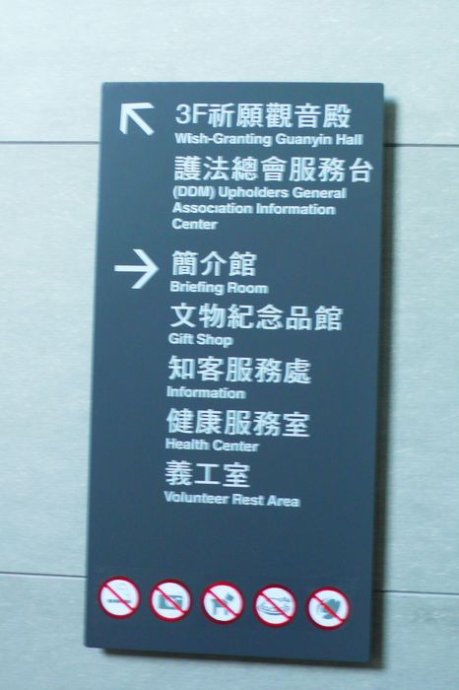 3F祈願觀音殿
Wish-Granting Guanyin Hall
護法總會服務台
(DDM) Upholders General
Association Information
Center
簡介館
Briefing Room
文物紀念品館
Gift Shop
知客服務處
Information
健康服務室
Health Center
義工室
Volunteer Rest Area